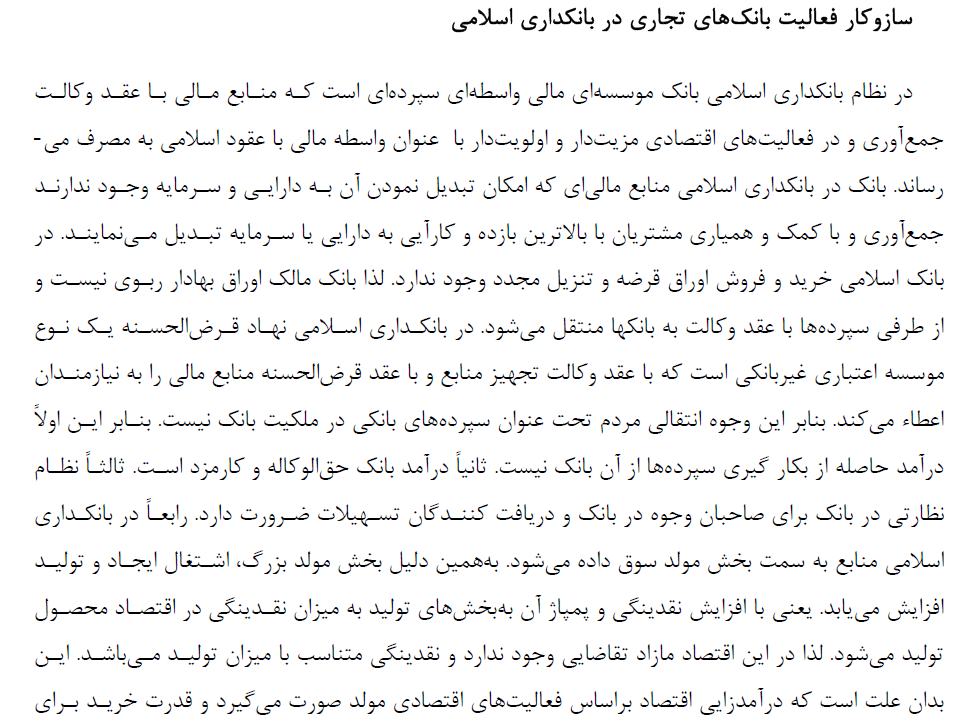 سازوکار فعالیت بانک‌های تجاری در بانکداری اسلامی
در نظام بانکداری اسلامی بانک موسسه‌ای مالی واسطه‌ای سپرده‌ای است که منابع مالی با عقد وکالت
جمع‌آوری و در فعالیت‌های اقتصادی مزیت‌دار و اولویت‌دار با عنوان واسطه مالی با عقود اسلامی به مصرف می-
رساند. بانک در بانکداری اسلامی منابع مالی‌ای که امکان تبدیل نمودن آن به دارایی و سرمایه وجود ندارند
جمع‌آوری و با کمک و همیاری مشتریان با بالاترین بازده و کارآیی به دارایی یا سرمایه تبدیل می‌نمایند. در
بانک اسلامی خرید و فروش اوراق قرضه و تنزیل مجدد وجود ندارد. لذا بانک مالک اوراق بهادار ربوی نیست و
از طرفی سپرده‌ها با عقد وکالت به بانکها منتقل می‌شود. در بانکداری اسلامی نهاد قرض‌الحسنه یک نوع
موسسه اعتباری غیربانکی است که با عقد وکالت تجهیز منابع و با عقد قرض‌الحسنه منابع مالی را به نیازمندان
اعطاء می‌کند. بنابر این وجوه انتقالی مردم تحت عنوان سپرده‌های بانکی در ملکیت بانک نیست. بنابر این اولاً
درآمد حاصله از بکار گیری سپرده‌ها از آن بانک نیست. ثانیاً درآمد بانک حق‌الوکاله و کارمزد است. ثالثاً نظام
نظارتی در بانک برای صاحبان وجوه در بانک و دریافت کنندگان تسهیلات ضرورت دارد. رابعاً در بانکداری
اسلامی منابع به سمت بخش مولد سوق داده می‌شود. به‌همین دلیل بخش مولد بزرگ، اشتغال ایجاد و تولید
افزایش می‌یابد. یعنی با افزایش نقدینگی و پمپاژ آن به‌بخش‌های تولید به میزان نقدینگی در اقتصاد محصول
تولید می‌شود. لذا در این اقتصاد مازاد تقاضایی وجود ندارد و نقدینگی متناسب با میزان تولید می‌باشد. این
بدان علت است که درآمدزایی اقتصاد براساس فعالیت‌های اقتصادی مولد صورت می‌گیرد و قدرت خرید برای